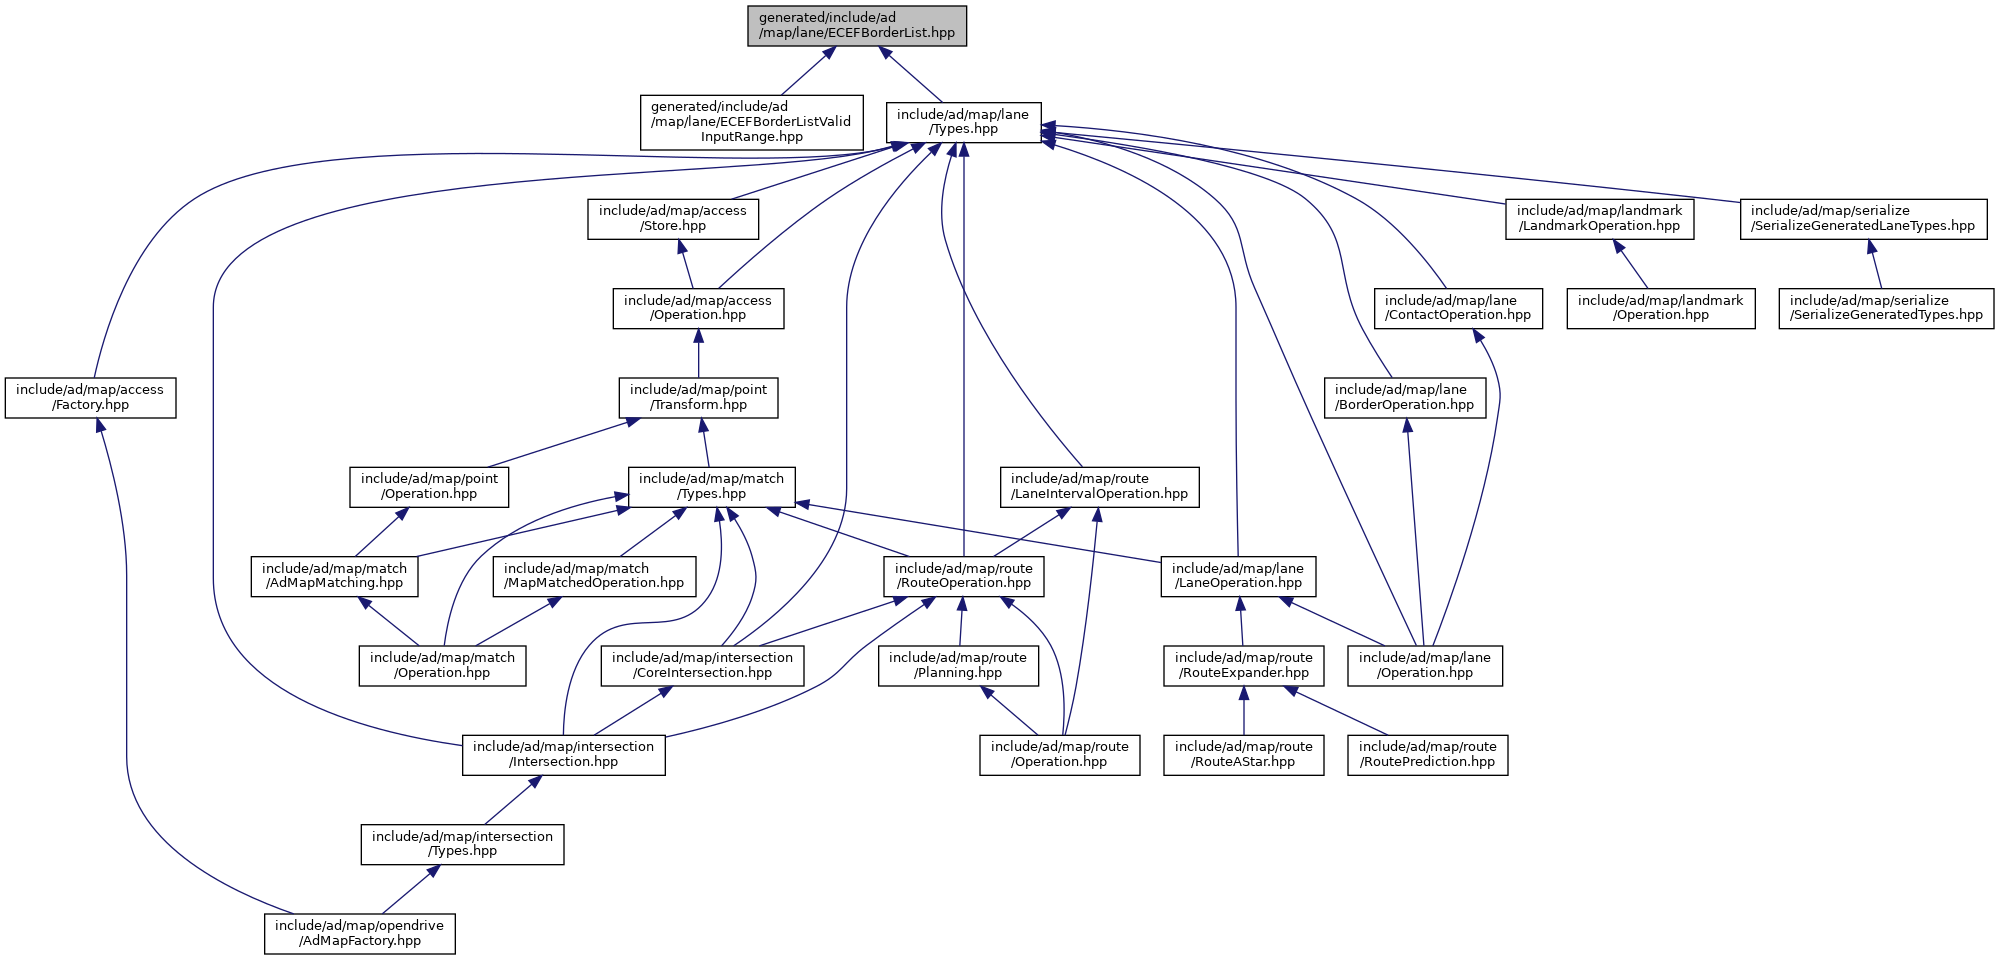 generated/include/ad
/map/lane/ECEFBorderList.hpp
generated/include/ad
/map/lane/ECEFBorderListValid
InputRange.hpp
include/ad/map/lane
/Types.hpp
include/ad/map/access
/Store.hpp
include/ad/map/landmark
/LandmarkOperation.hpp
include/ad/map/serialize
/SerializeGeneratedLaneTypes.hpp
include/ad/map/access
/Operation.hpp
include/ad/map/lane
/ContactOperation.hpp
include/ad/map/landmark
/Operation.hpp
include/ad/map/serialize
/SerializeGeneratedTypes.hpp
include/ad/map/access
/Factory.hpp
include/ad/map/point
/Transform.hpp
include/ad/map/lane
/BorderOperation.hpp
include/ad/map/point
/Operation.hpp
include/ad/map/match
/Types.hpp
include/ad/map/route
/LaneIntervalOperation.hpp
include/ad/map/match
/AdMapMatching.hpp
include/ad/map/match
/MapMatchedOperation.hpp
include/ad/map/route
/RouteOperation.hpp
include/ad/map/lane
/LaneOperation.hpp
include/ad/map/match
/Operation.hpp
include/ad/map/intersection
/CoreIntersection.hpp
include/ad/map/route
/Planning.hpp
include/ad/map/route
/RouteExpander.hpp
include/ad/map/lane
/Operation.hpp
include/ad/map/intersection
/Intersection.hpp
include/ad/map/route
/Operation.hpp
include/ad/map/route
/RouteAStar.hpp
include/ad/map/route
/RoutePrediction.hpp
include/ad/map/intersection
/Types.hpp
include/ad/map/opendrive
/AdMapFactory.hpp